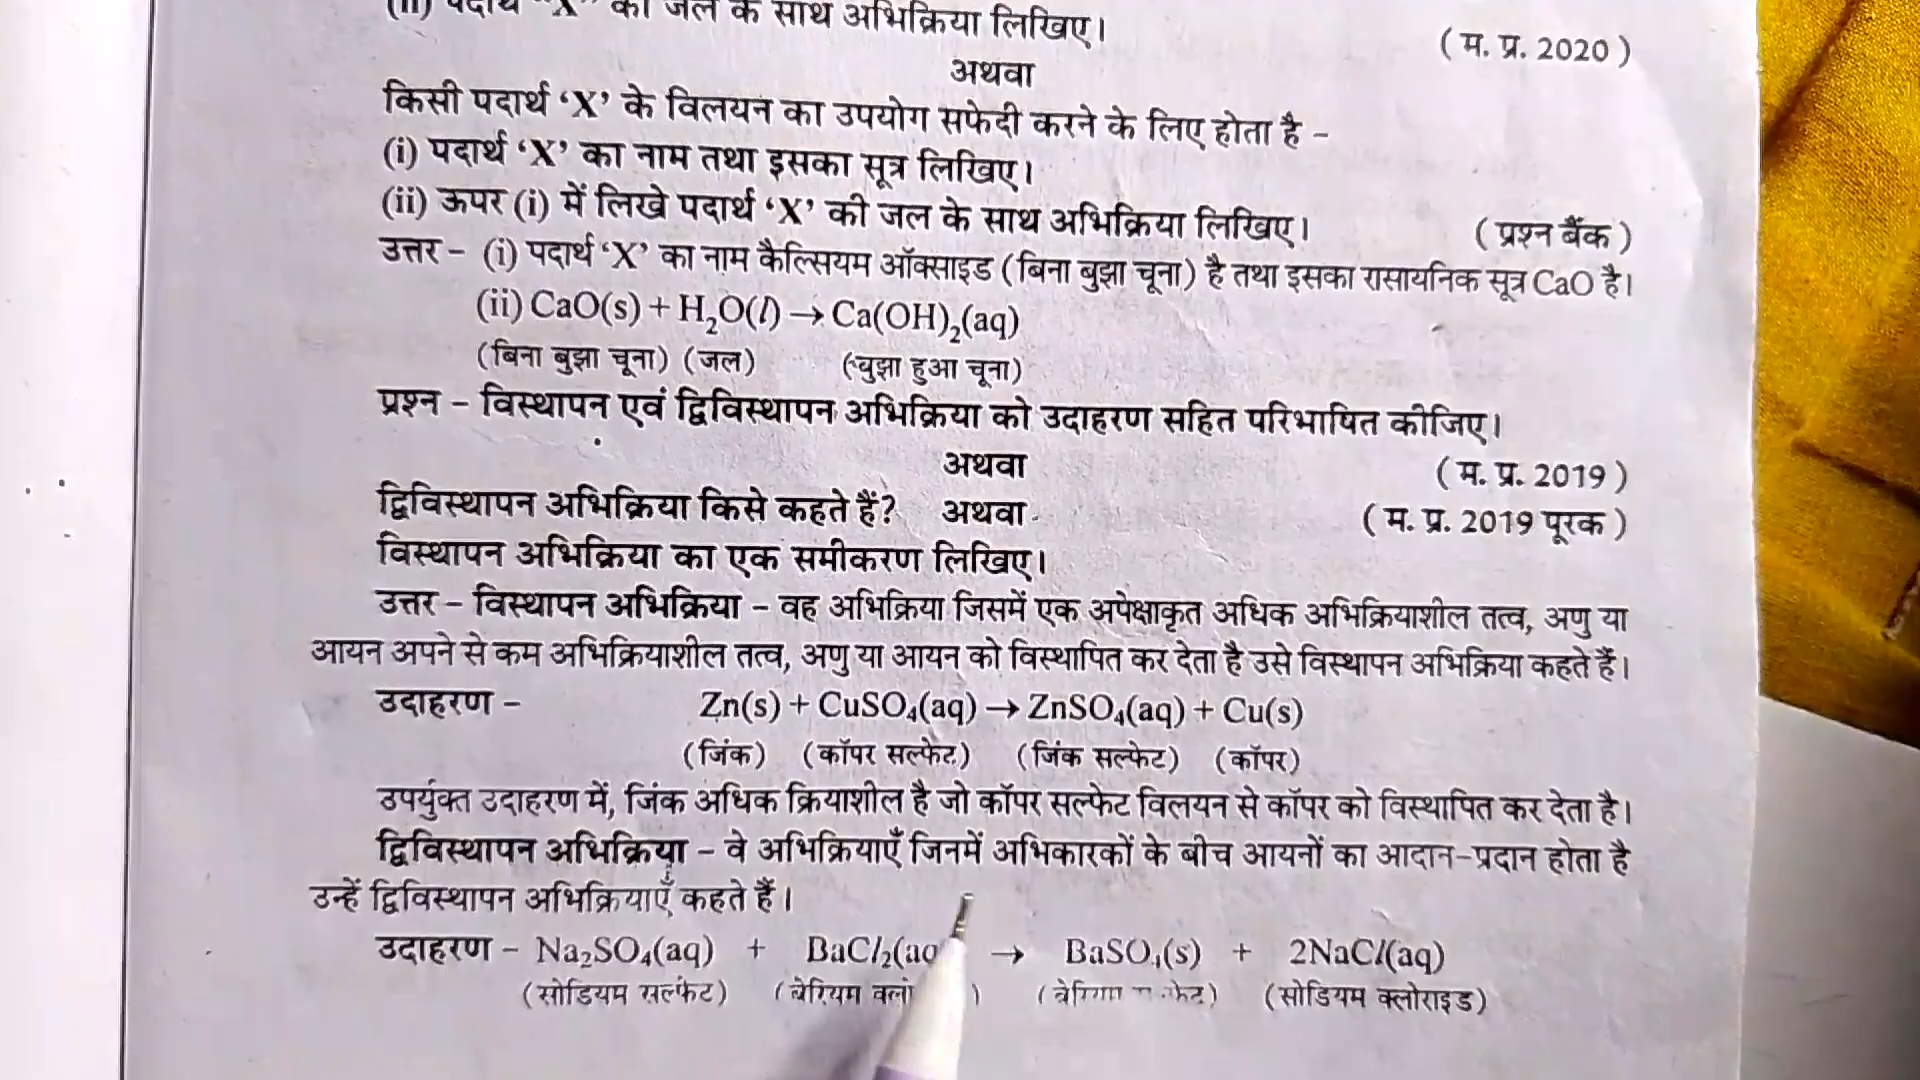 (ii) पदार्थ "X" की जल के साथ अभिक्रिया लिखिए। (म. प्र. 2020)
अथवा
किसी पदार्थ 'X' के विलयन का उपयोग सफेदी करने के लिए होता है –
(i) पदार्थ 'X' का नाम तथा इसका सूत्र लिखिए।
(ii) ऊपर (i) में लिखे पदार्थ 'X' की जल के साथ अभिक्रिया लिखिए। (प्रश्न बैंक)
उत्तर – (i) पदार्थ 'X' का नाम कैल्सियम ऑक्साइड (बिना बुझा चूना) है तथा इसका रासायनिक सूत्र CaO है।
(ii) CaO(s) + H₂O(l) → Ca(OH)₂(aq)
(बिना बुझा चूना) (जल) (बुझा हुआ चूना)
प्रश्न – विस्थापन एवं द्विविस्थापन अभिक्रिया को उदाहरण सहित परिभाषित कीजिए।
अथवा (म. प्र. 2019)
द्विविस्थापन अभिक्रिया किसे कहते हैं? अथवा (म. प्र. 2019 पूरक)
विस्थापन अभिक्रिया का एक समीकरण लिखिए।
उत्तर – विस्थापन अभिक्रिया – वह अभिक्रिया जिसमें एक अपेक्षाकृत अधिक अभिक्रियाशील तत्व, अणु या
आयन अपने से कम अभिक्रियाशील तत्व, अणु या आयन को विस्थापित कर देता है उसे विस्थापन अभिक्रिया कहते हैं।
उदाहरण – Zn(s) + CuSO₄(aq) → ZnSO₄(aq) + Cu(s)
(जिंक) (कॉपर सल्फेट) (जिंक सल्फेट) (कॉपर)
उपर्युक्त उदाहरण में, जिंक अधिक क्रियाशील है जो कॉपर सल्फेट विलयन से कॉपर को विस्थापित कर देता है।
द्विविस्थापन अभिक्रिया – वे अभिक्रियाएँ जिनमें अभिकारकों के बीच आयनों का आदान-प्रदान होता है
उन्हें द्विविस्थापन अभिक्रियाएँ कहते हैं।
उदाहरण – Na₂SO₄(aq) + BaCl₂(aq → BaSO₄(s) + 2NaCl(aq)
(सोडियम सल्फेट) (बेरियम ) (सोडियम क्लोराइड)